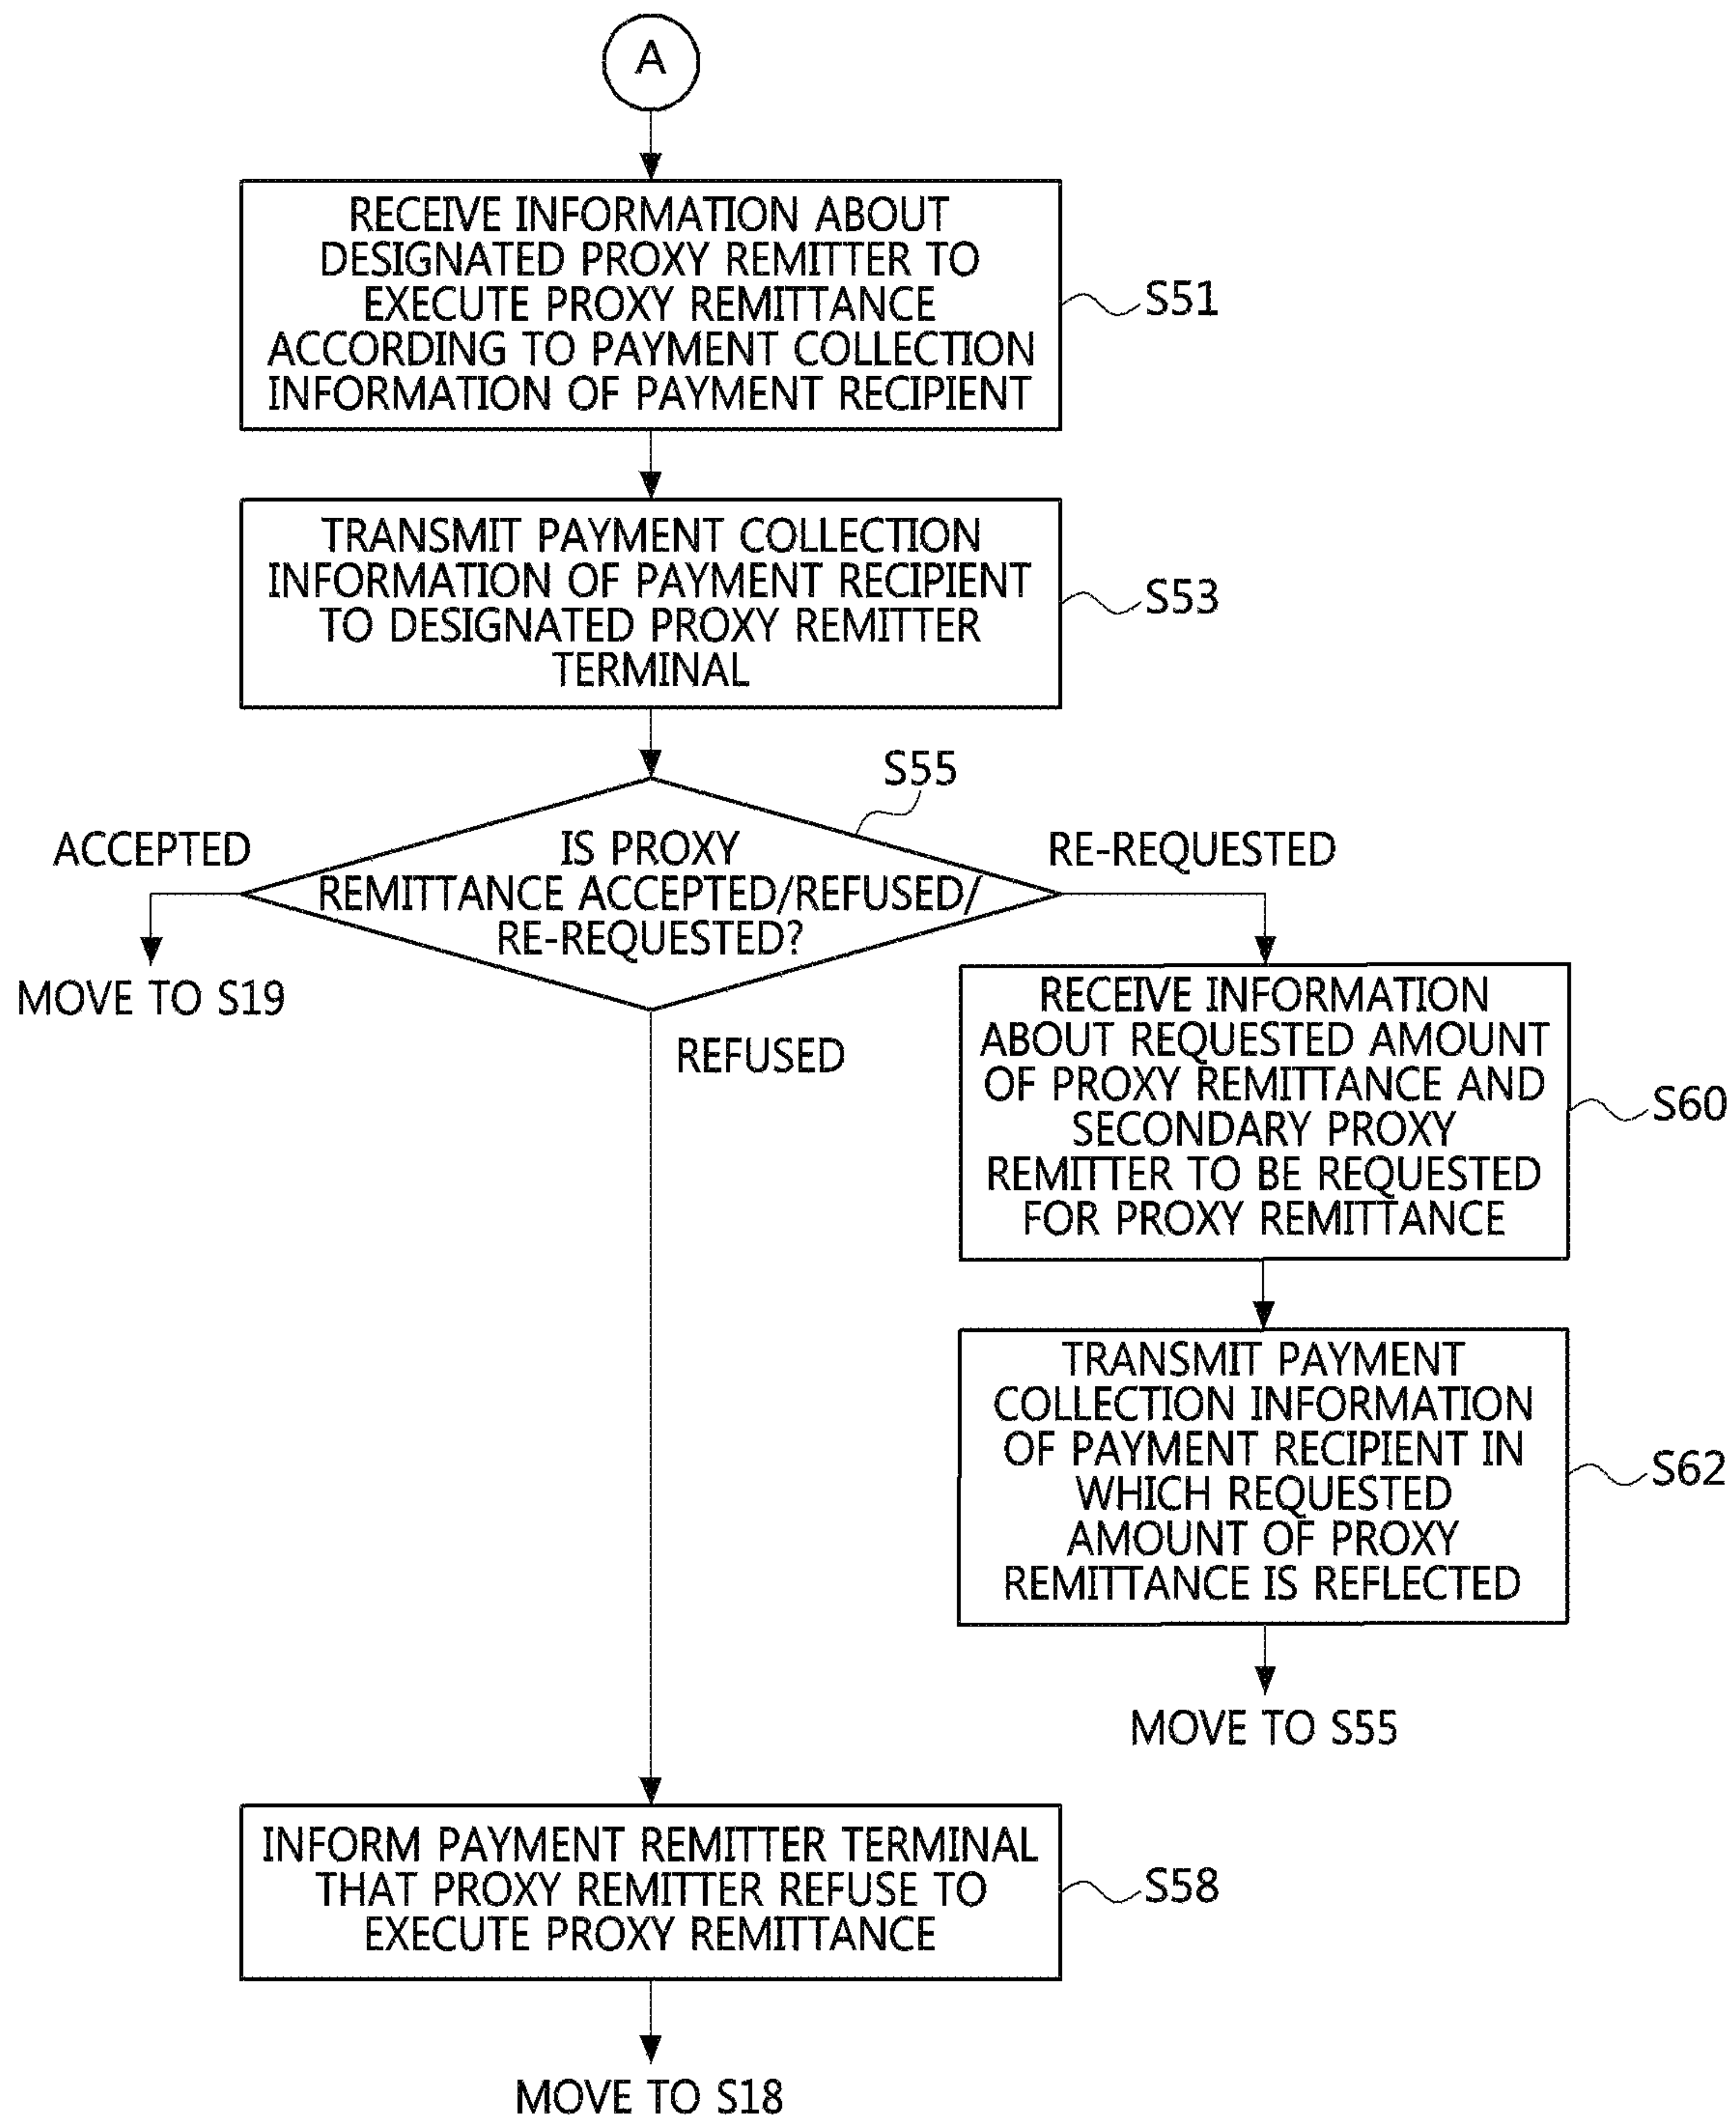 A
RECEIVE INFORMATION ABOUT
DESIGNATED PROXY REMITTER TO
EXECUTE PROXY REMITTANCE
ACCORDING TO PAYMENT COLLECTION
INFORMATION OF PAYMENT RECIPIENT
S51
TRANSMIT PAYMENT COLLECTION
INFORMATION OF PAYMENT RECIPIENT
TO DESIGNATED PROXY REMITTER
TERMINAL
S53
S55
IS PROXY
REMITTANCE ACCEPTED/REFUSED/
RE-REQUESTED?
ACCEPTED
MOVE TO S19
REFUSED
RE-REQUESTED
RECEIVE INFORMATION
ABOUT REQUESTED AMOUNT
OF PROXY REMITTANCE AND
SECONDARY PROXY
REMITTER TO BE REQUESTED
FOR PROXY REMITTANCE
S60
TRANSMIT PAYMENT
COLLECTION INFORMATION
OF PAYMENT RECIPIENT IN
WHICH REQUESTED
AMOUNT OF PROXY
REMITTANCE IS REFLECTED
S62
MOVE TO S55
INFORM PAYMENT REMITTER TERMINAL
THAT PROXY REMITTER REFUSE TO
EXECUTE PROXY REMITTANCE
S58
MOVE TO S18